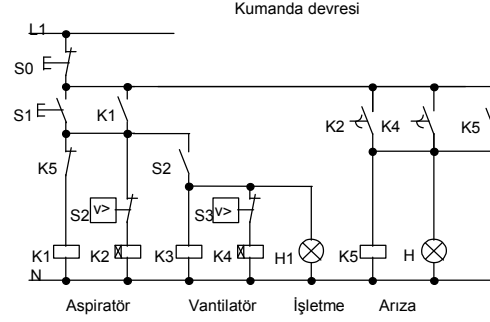 Kumanda devresi
L1
S0
S1 K1 K2 K4 K5
K5 S2
S2 v> S3 v>
K1 K2 K3 K4 H1 K5 H
N
Aspiratör Vantilatör İşletme Arıza